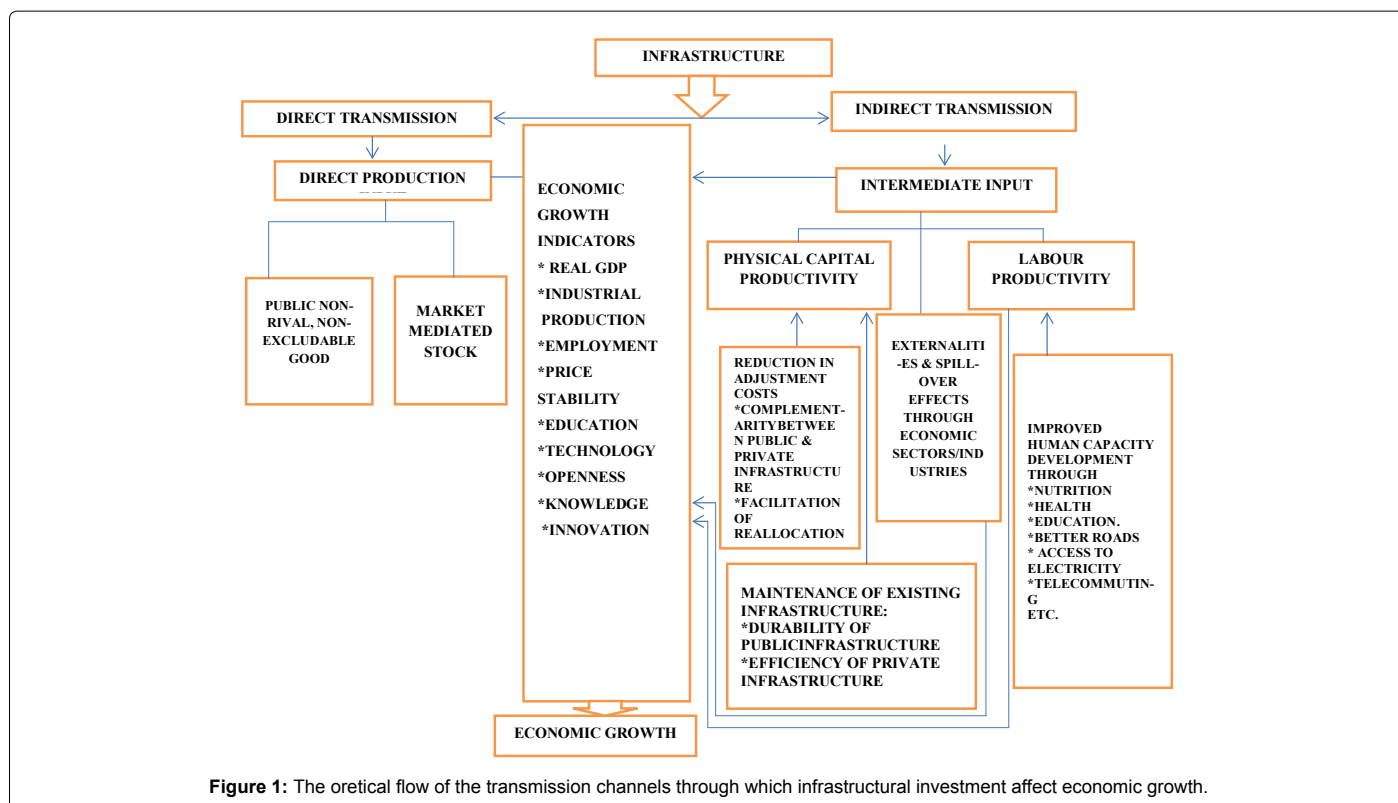 INFRASTRUCTURE
DIRECT TRANSMISSION
INDIRECT TRANSMISSION
DIRECT PRODUCTION
INTERMEDIATE INPUT
PUBLIC NON-
RIVAL, NON-
EXCLUDABLE
GOOD
MARKET
MEDIATED
STOCK
ECONOMIC
GROWTH
INDICATORS
* REAL GDP
*INDUSTRIAL
PRODUCTION
*EMPLOYMENT
*PRICE
STABILITY
*EDUCATION
*TECHNOLOGY
*OPENNESS
*KNOWLEDGE
*INNOVATION
PHYSICAL CAPITAL
PRODUCTIVITY
LABOUR
PRODUCTIVITY
REDUCTION IN
ADJUSTMENT
COSTS
*COMPLEMENT-
ARITYBETWEE
N PUBLIC &
PRIVATE
INFRASTRUCTU
RE
*FACILITATION
OF
REALLOCATION
EXTERNALITI
-ES & SPILL-
OVER
EFFECTS
THROUGH
ECONOMIC
SECTORS/IND
USTRIES
IMPROVED
HUMAN CAPACITY
DEVELOPMENT
THROUGH
*NUTRITION
*HEALTH
*EDUCATION.
*BETTER ROADS
* ACCESS TO
ELECTRICITY
*TELECOMMUTIN-
G
ETC.
MAINTENANCE OF EXISTING
INFRASTRUCTURE:
*DURABILITY OF
PUBLICINFRASTRUCTURE
*EFFICIENCY OF PRIVATE
INFRASTRUCTURE
ECONOMIC GROWTH
Figure 1: The oretical flow of the transmission channels through which infrastructural investment affect economic growth.